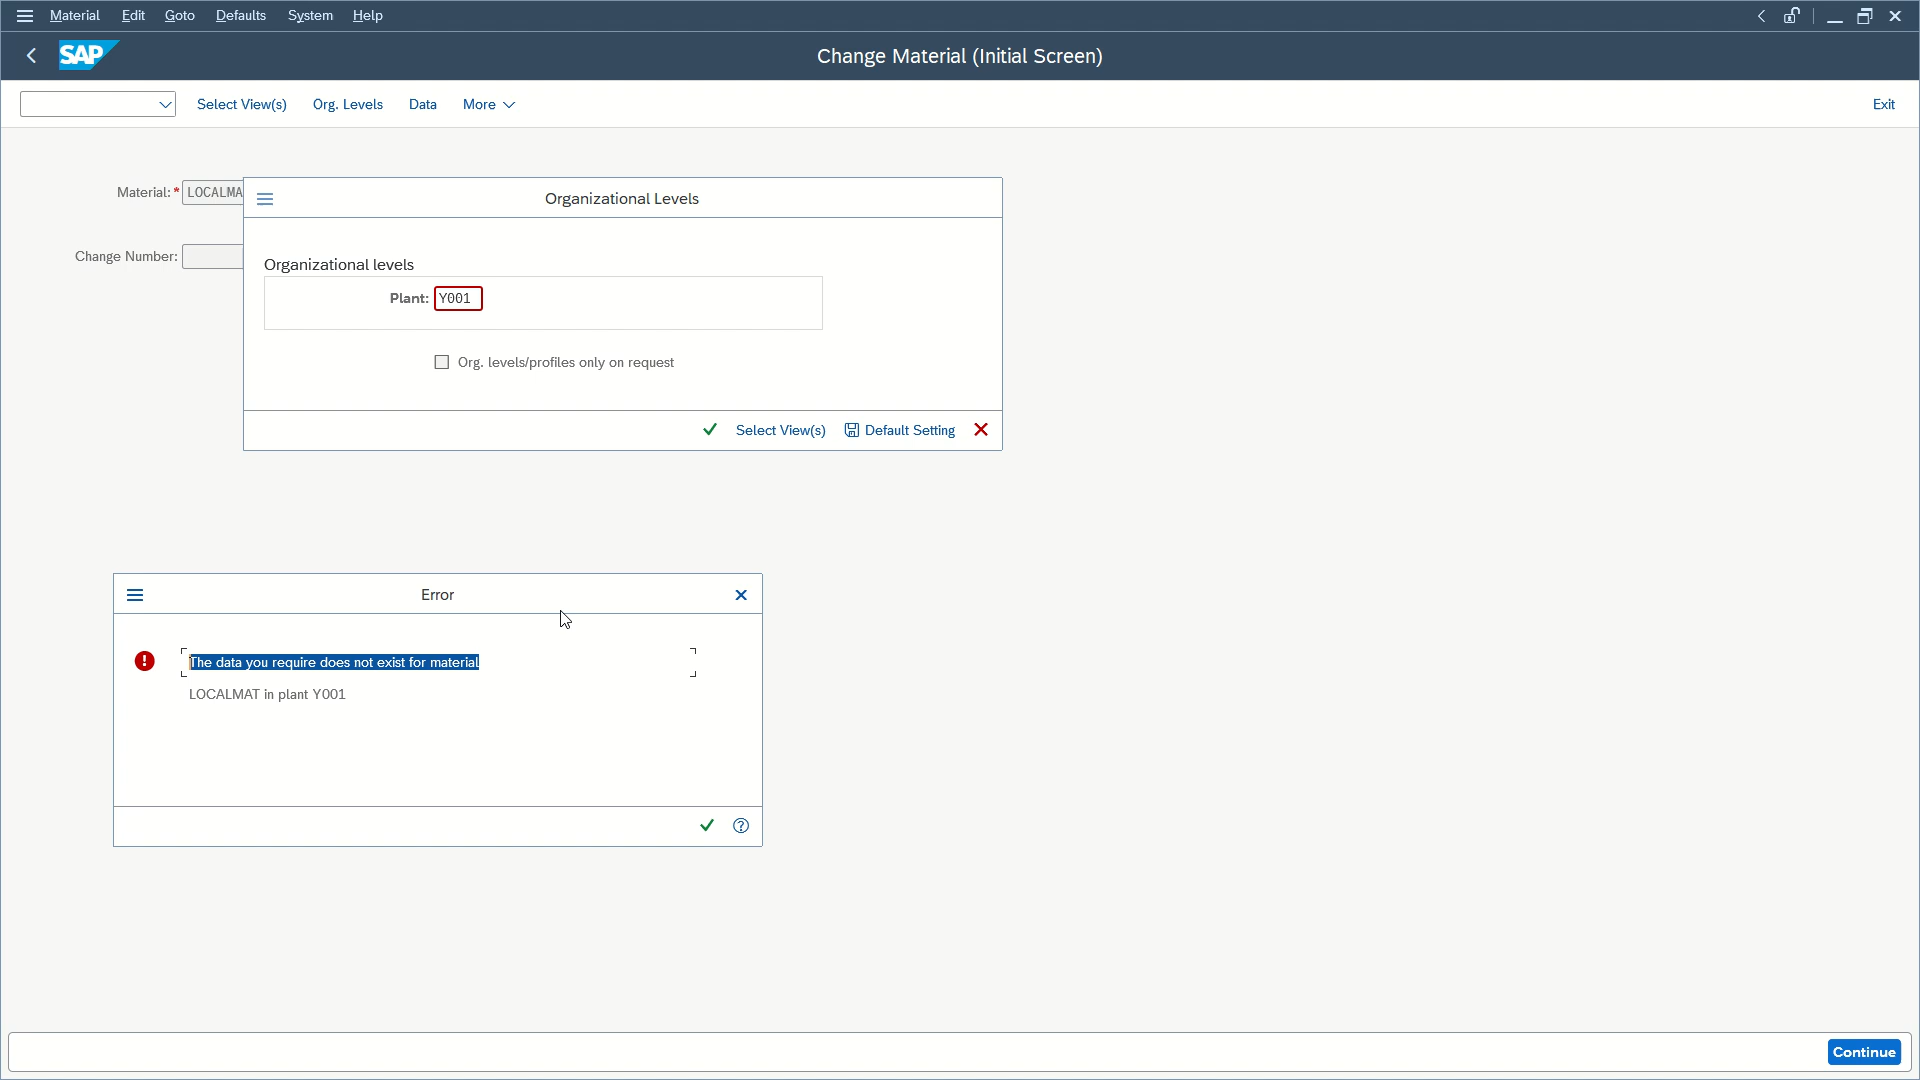 Material Edit Goto Defaults System Help
SAP Change Material (Initial Screen)
Select View(s) Org. Levels Data More Exit
Material:* LOCALMA
Organizational Levels
Change Number:
Organizational levels
Plant: Y001
Org. levels/profiles only on request
Select View(s) Default Setting
Error
The data you require does not exist for material
LOCALMAT in plant Y001
Continue